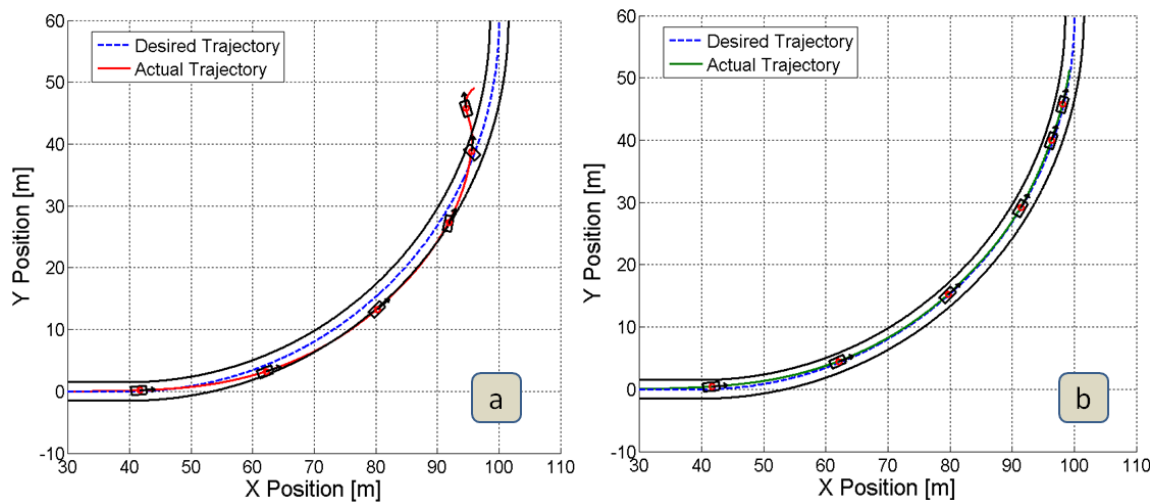 60
50
40
30
20
10
0
-10
Y Position [m]
Desired Trajectory
Actual Trajectory
a
30 40 50 60 70 80 90 100 110
X Position [m]
60
50
40
30
20
10
0
-10
Y Position [m]
Desired Trajectory
Actual Trajectory
b
30 40 50 60 70 80 90 100 110
X Position [m]